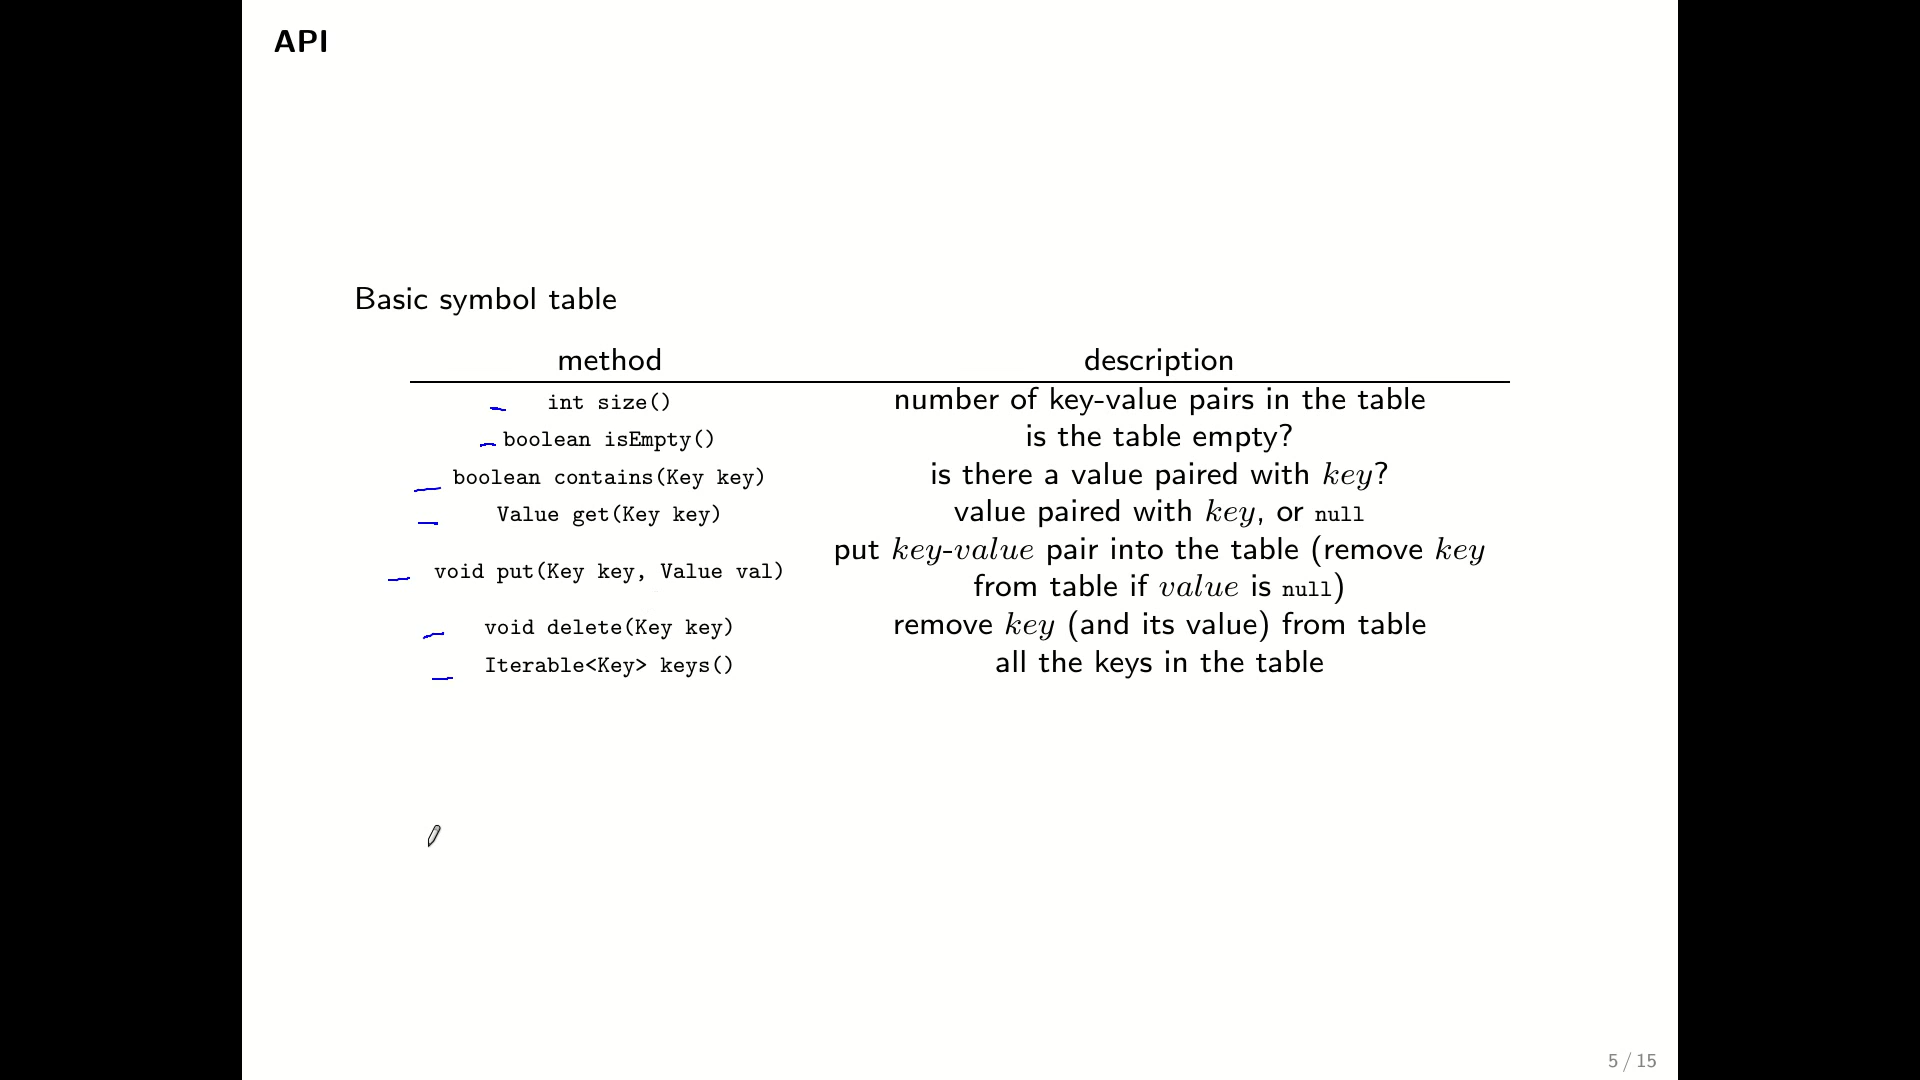 API
Basic symbol table
method description
int size() number of key-value pairs in the table
boolean isEmpty() is the table empty?
boolean contains(Key key) is there a value paired with key?
Value get(Key key) value paired with key, or null
void put(Key key, Value val) put key-value pair into the table (remove key
from table if value is null)
void delete(Key key) remove key (and its value) from table
Iterable<Key> keys() all the keys in the table
5 / 15